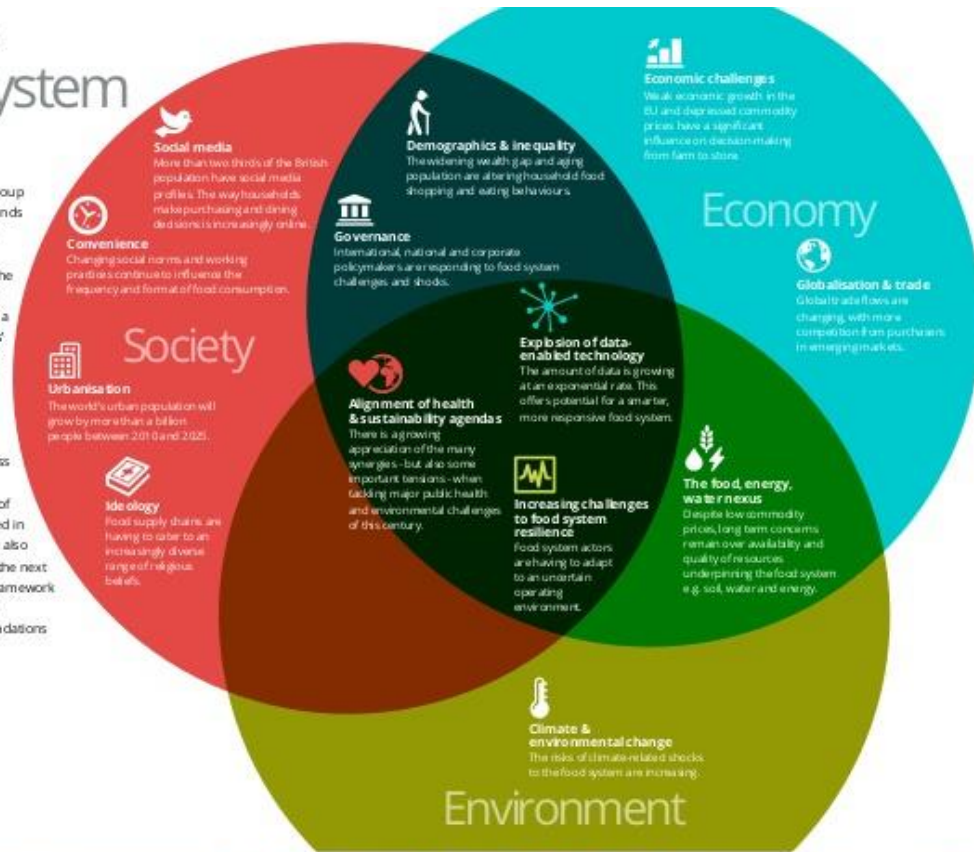 ystem
oup
nds
he
a
ss
of
ed in
also
the next
amework
dations
Social media
More than two thirds of the British
population have social media
profiles. The way households
make purchasing and dining
decisions is increasingly online.
Convenience
Changing social norms and working
practices continue to influence the
frequency and format of food consumption.
Society
Urbanisation
The world's urban population will
grow by more than a billion
people between 2010 and 2025.
Ideology
Food supply chains are
having to cater to an
increasingly diverse
range of religious
beliefs.
Demographics & inequality
The widening wealth gap and aging
population are altering household food
shopping and eating behaviours.
Governance
International, national and corporate
policymakers are responding to food system
challenges and shocks.
Economic challenges
Weak economic growth in the
EU and depressed commodity
prices have a significant
influence on decision-making
from farm to store.
Economy
Globalisation & trade
Global trade flows are
changing, with more
competition from purchasers
in emerging markets.
Explosion of data-
enabled technology
The amount of data is growing
at an exponential rate. This
offers potential for a smarter,
more responsive food system.
Alignment of health
& sustainability agendas
There is a growing
appreciation of the many
synergies - but also some
important tensions - when
tackling major public health
and environmental challenges
of this century.
Increasing challenges
to food system
resilience
Food system actors
are having to adapt
to an uncertain
operating
environment.
The food, energy,
water nexus
Despite low commodity
prices, long term concerns
remain over availability and
quality of resources
underpinning the food system
e.g. soil, water and energy.
Climate &
environmental change
The risks of climate-related shocks
to the food system are increasing.
Environment